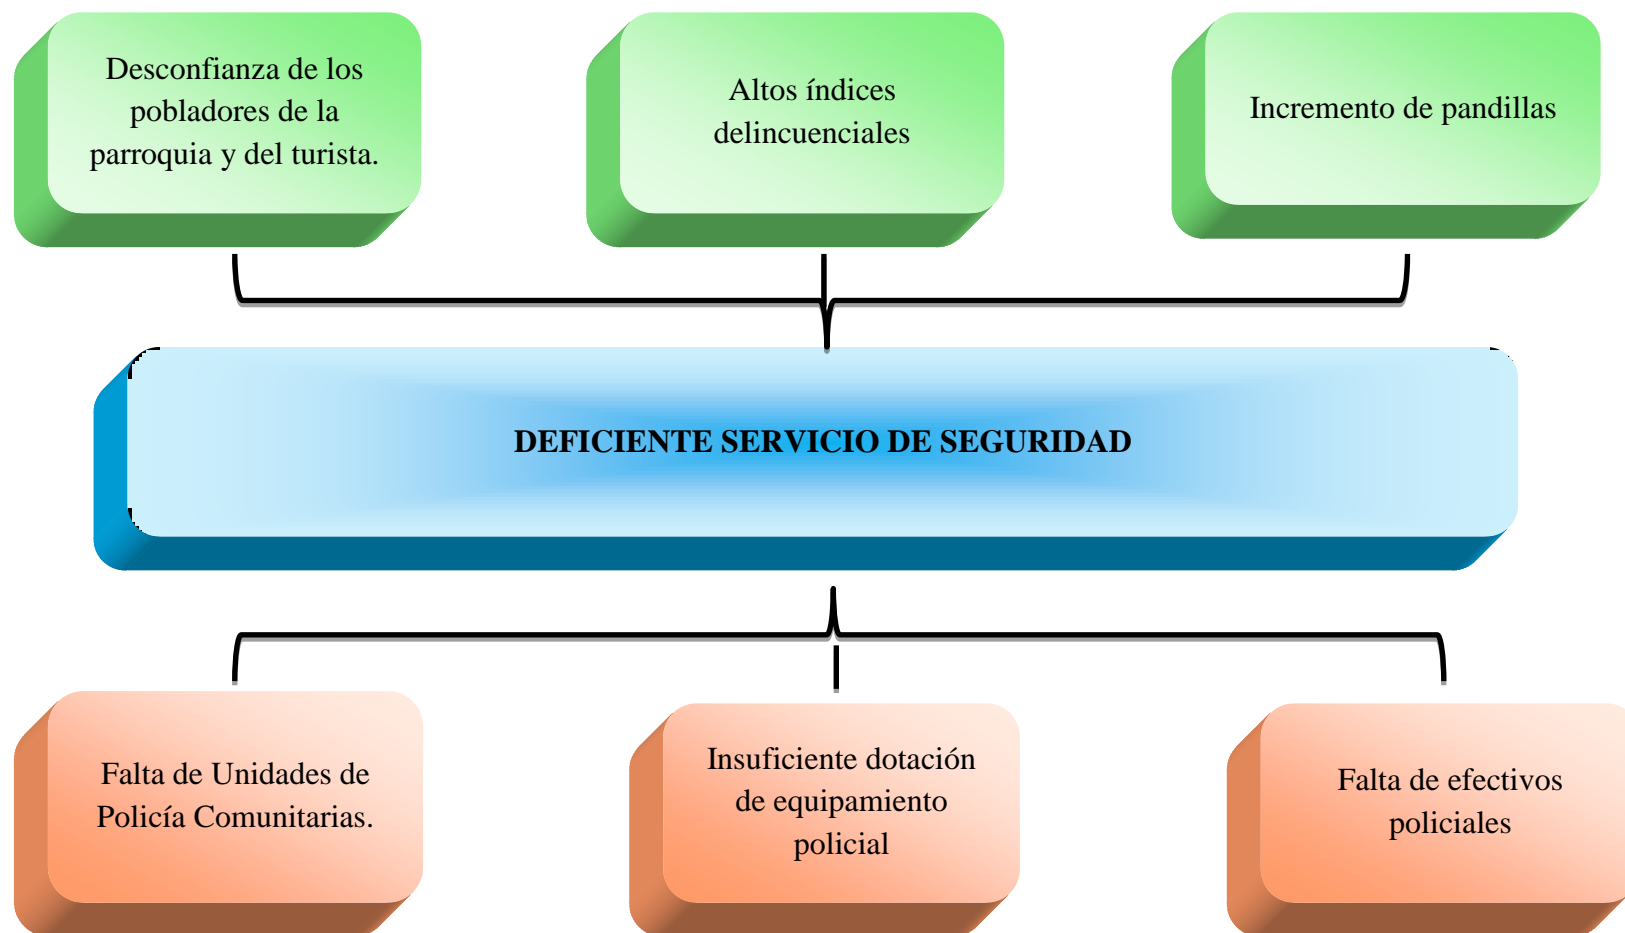 Desconfianza de los
pobladores de la
parroquia y del turista.
Altos índices
delincuenciales
Incremento de pandillas
DEFICIENTE SERVICIO DE SEGURIDAD
Falta de Unidades de
Policía Comunitarias.
Insuficiente dotación
de equipamiento
policial
Falta de efectivos
policiales